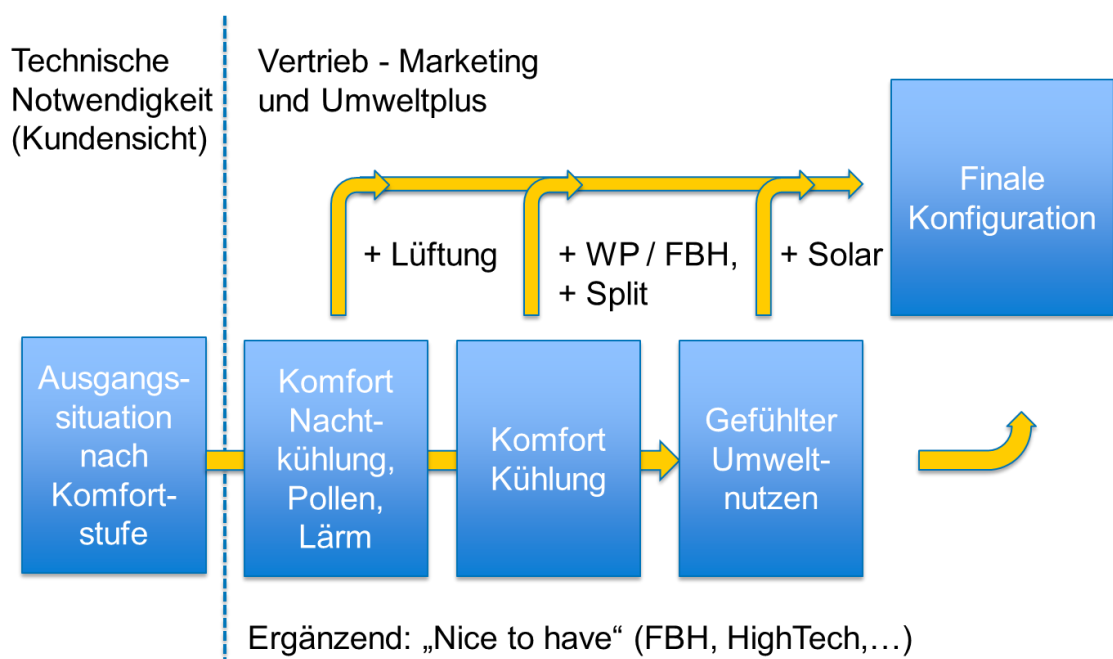 Technische
Notwendigkeit
(Kundensicht)
Vertrieb - Marketing
und Umweltplus
Finale
Konfiguration
+ Lüftung
+ WP / FBH,
+ Split
+ Solar
Ausgangs-
situation
nach
Komfort-
stufe
Komfort
Nacht-
kühlung,
Pollen,
Lärm
Komfort
Kühlung
Gefühlter
Umwelt-
nutzen
Ergänzend: „Nice to have“ (FBH, HighTech,…)